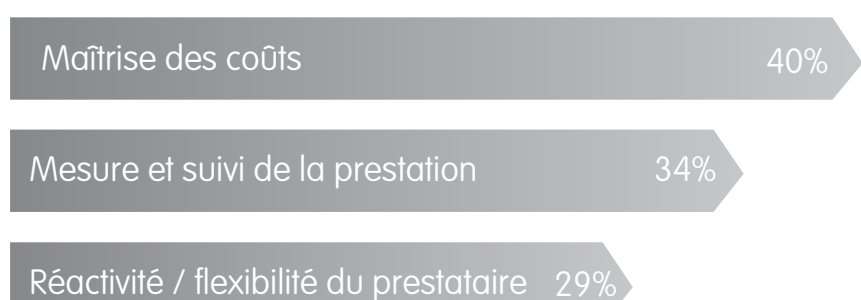 Maîtrise des coûts 40%
Mesure et suivi de la prestation 34%
Réactivité / flexibilité du prestataire 29%